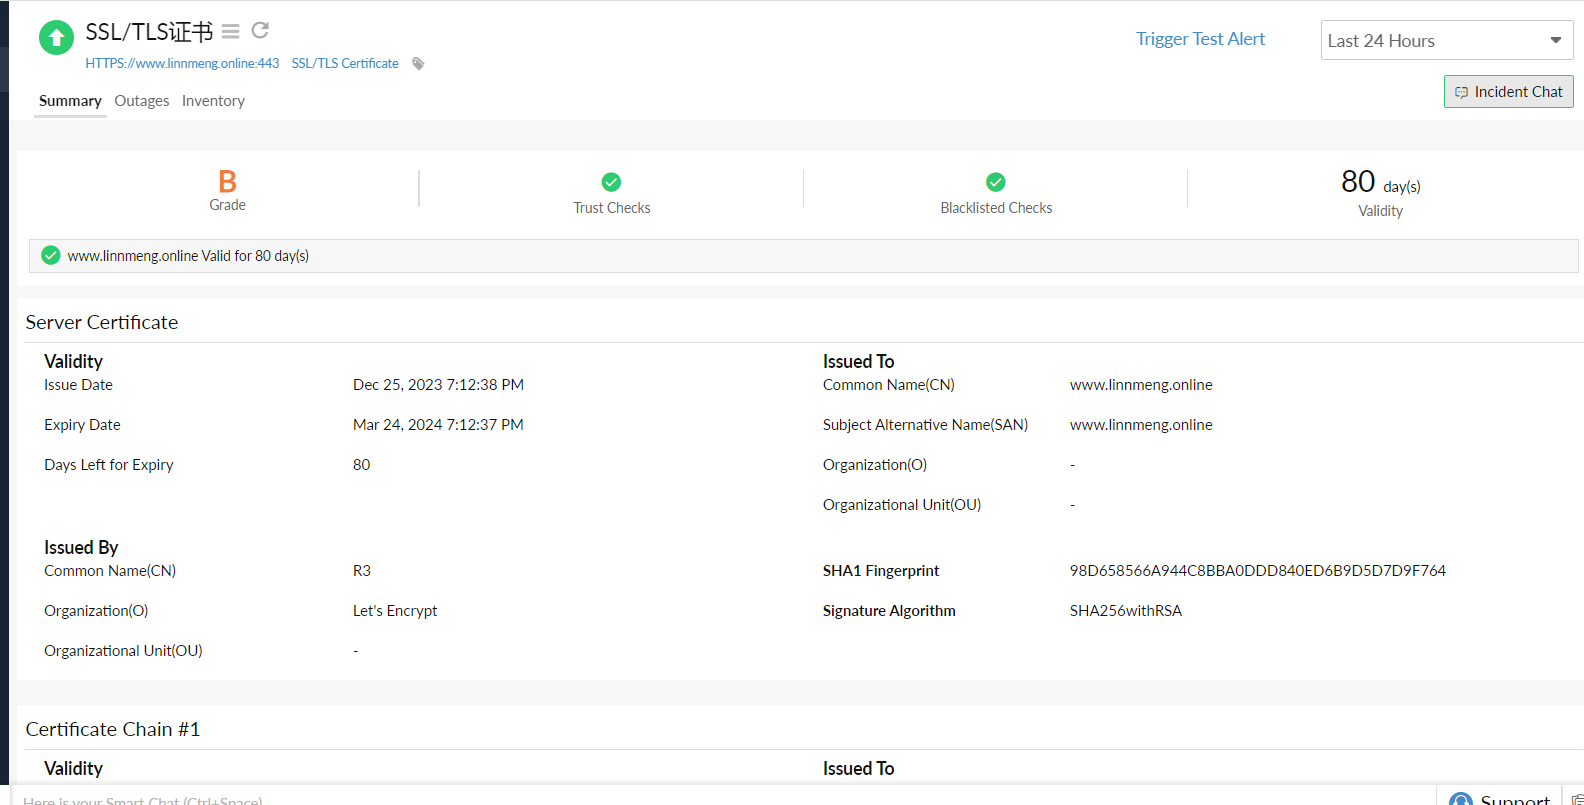 SSL/TLS证书
HTTPS://www.linnmeng.online:443 SSL/TLS Certificate
Trigger Test Alert
Last 24 Hours
Incident Chat
Summary Outages Inventory
B
Grade
Trust Checks
Blacklisted Checks
80 day(s)
Validity
www.linnmeng.online Valid for 80 day(s)
Server Certificate
Validity
Issue Date Dec 25, 2023 7:12:38 PM
Expiry Date Mar 24, 2024 7:12:37 PM
Days Left for Expiry 80
Issued To
Common Name(CN) www.linnmeng.online
Subject Alternative Name(SAN) www.linnmeng.online
Organization(O) -
Organizational Unit(OU) -
Issued By
Common Name(CN) R3
Organization(O) Let's Encrypt
Organizational Unit(OU) -
SHA1 Fingerprint 98D658566A944C8BBA0DDD840ED6B9D5D7D9F764
Signature Algorithm SHA256withRSA
Certificate Chain #1
Validity
Issued To
Here is your Smart Chat (Ctrl+Space)
Support